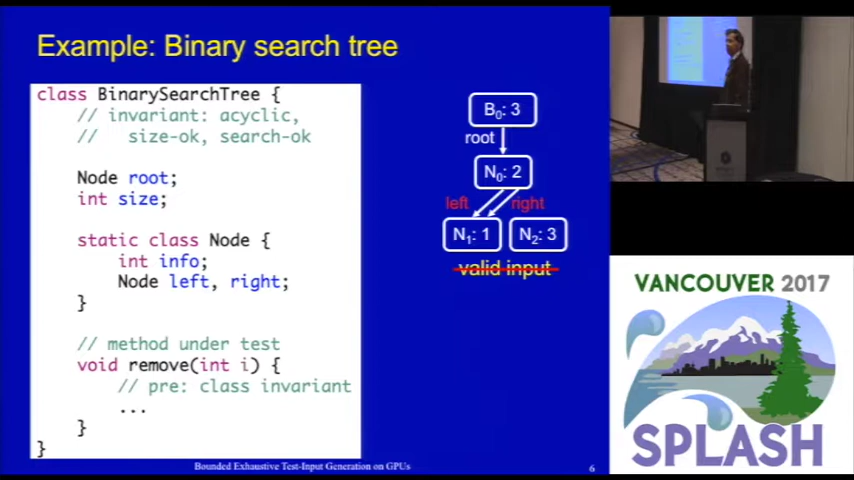 Example: Binary search tree
class BinarySearchTree {
// invariant: acyclic,
// size-ok, search-ok
Node root;
int size;
static class Node {
int info;
Node left, right;
}
// method under test
void remove(int i) {
// pre: class invariant
...
}
}
B0: 3
root
N0: 2
left right
N1: 1 N2: 3
valid input
Bounded Exhaustive Test-Input Generation on GPUs
6
VANCOUVER 2017
SPLASH